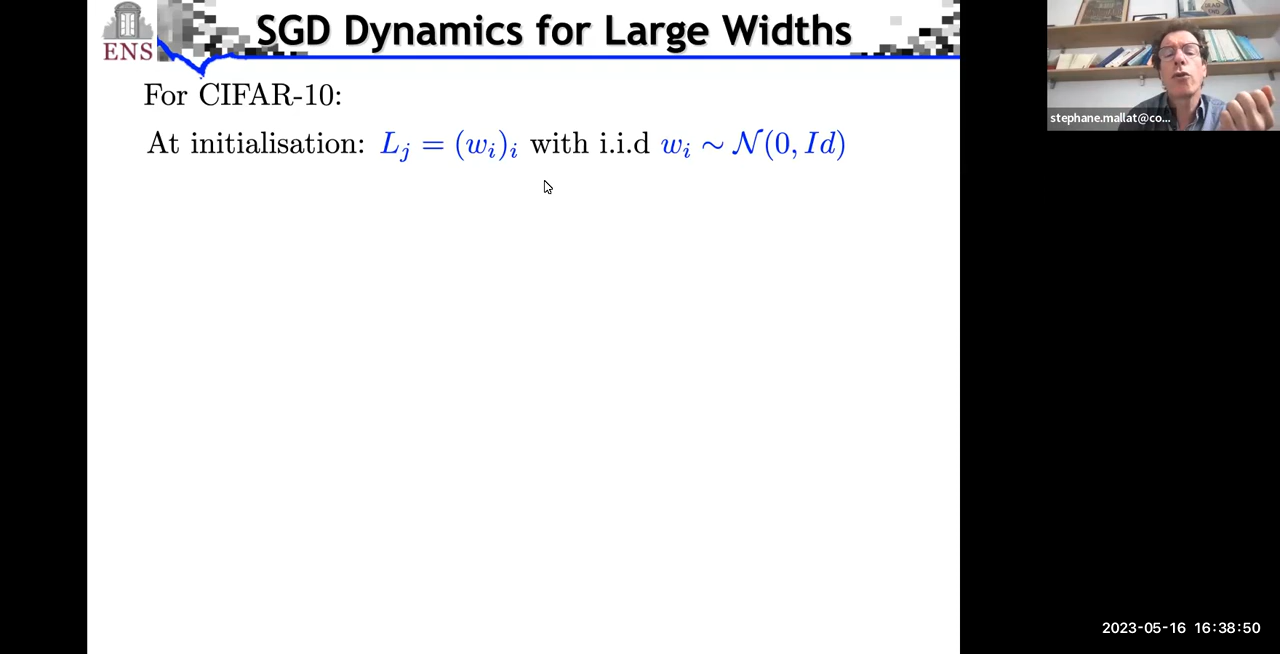 SGD Dynamics for Large Widths
ENS
For CIFAR-10:
At initialisation: L_j = (w_i)_i with i.i.d w_i ∼ 𝒩(0, Id)
stephane.mallat@co...
2023-05-16 16:38:50